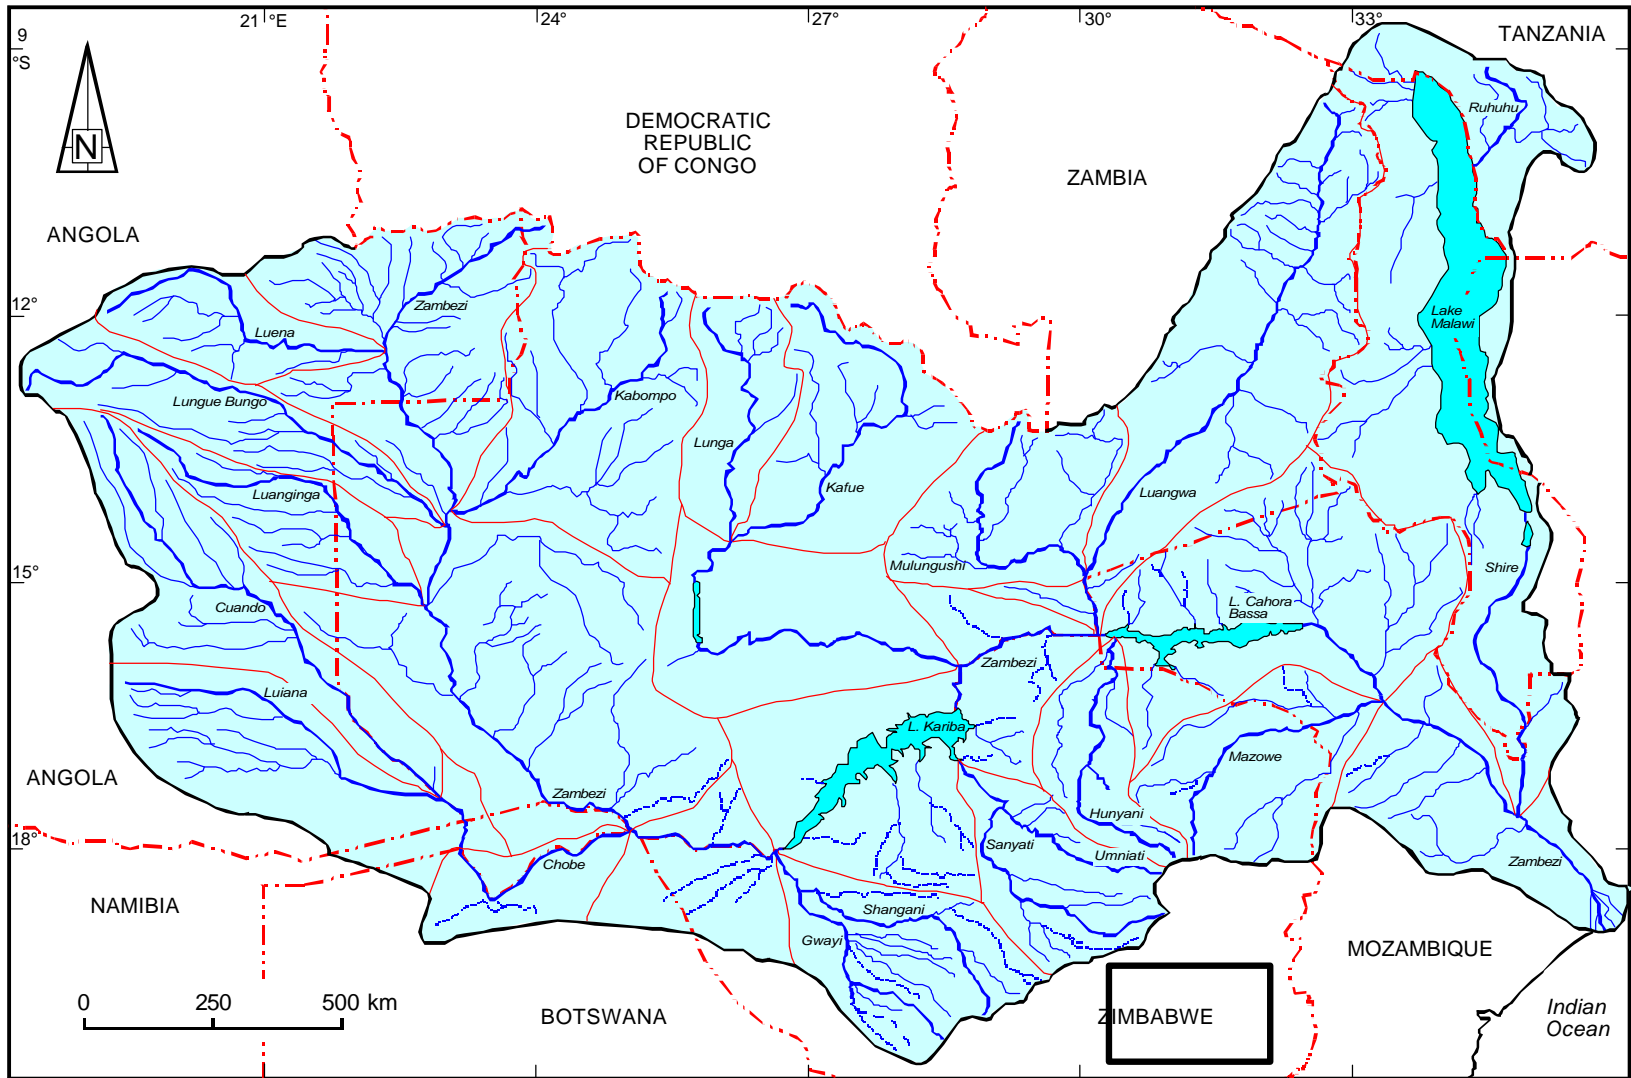 21 °E
24°
27°
30°
33°
9
°S
TANZANIA
N
DEMOCRATIC
REPUBLIC
OF CONGO
Ruhuhu
ZAMBIA
ANGOLA
12°
Zambezi
Luena
Lake
Malawi
Lungue Bungo
Kabompo
Lunga
Luanginga
Kafue
Luangwa
15°
Mulungushi
Shire
Cuando
L. Cahora
Bassa
Zambezi
Luiana
L. Kariba
Mazowe
ANGOLA
Zambezi
Hunyani
18°
Sanyati
Umniati
Chobe
Zambezi
NAMIBIA
Shangani
Gwayi
MOZAMBIQUE
0 250 500 km
BOTSWANA
ZIMBABWE
Indian
Ocean